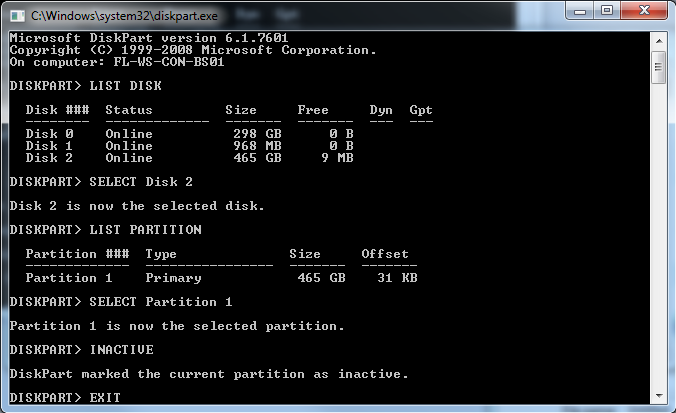 C:\Windows\system32\diskpart.exe
Microsoft DiskPart version 6.1.7601
Copyright (C) 1999-2008 Microsoft Corporation.
On computer: FL-WS-CON-BS01
DISKPART> LIST DISK
Disk ###  Status         Size     Free     Dyn  Gpt
--------  -------------  -------  -------  ---  ---
Disk 0    Online          298 GB      0 B
Disk 1    Online          968 MB      0 B
Disk 2    Online          465 GB     9 MB
DISKPART> SELECT Disk 2
Disk 2 is now the selected disk.
DISKPART> LIST PARTITION
Partition ###  Type              Size     Offset
-------------  ----------------  -------  -------
Partition 1    Primary            465 GB    31 KB
DISKPART> SELECT Partition 1
Partition 1 is now the selected partition.
DISKPART> INACTIVE
DiskPart marked the current partition as inactive.
DISKPART> EXIT